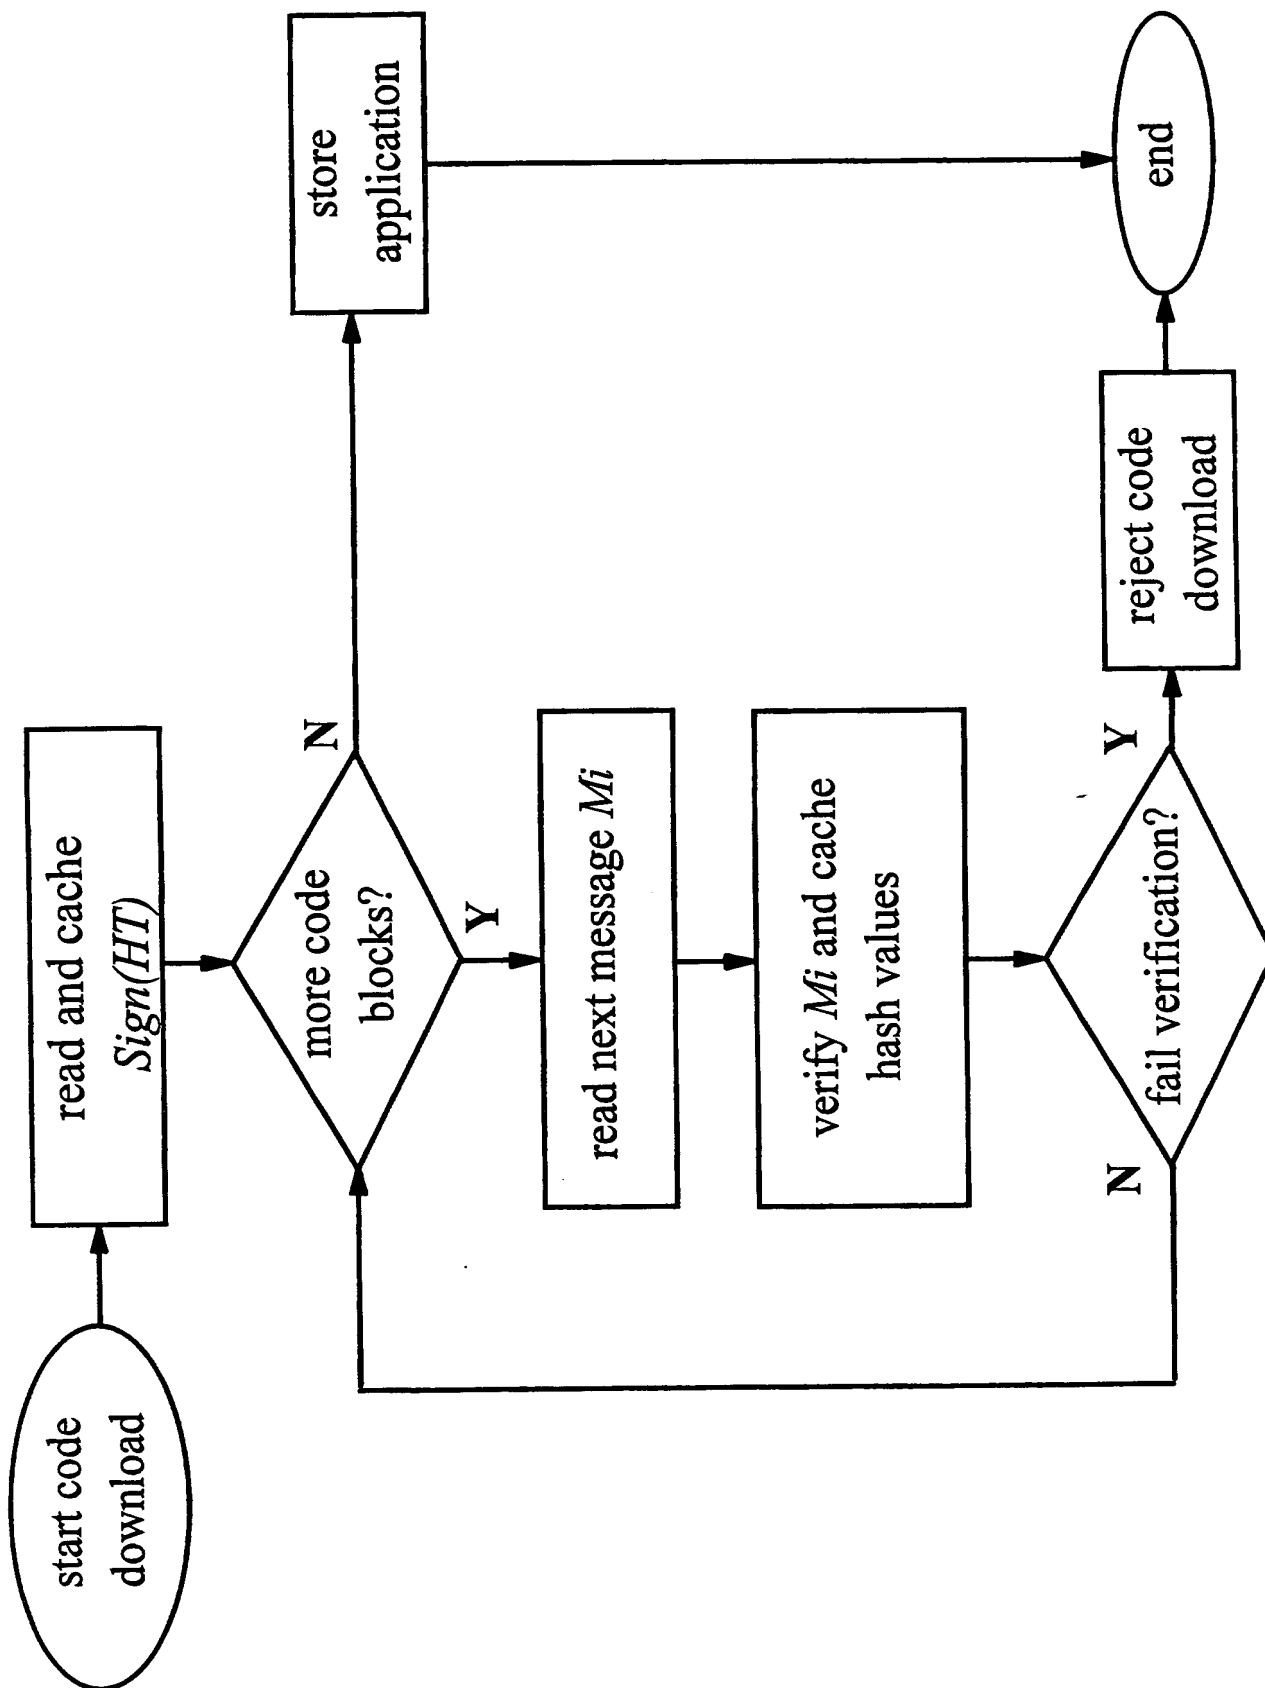 start code
download
read and cache
Sign(HT)
more code
blocks?
N
store
application
Y
read next message Mi
verify Mi and cache
hash values
fail verification?
N
Y
reject code
download
end